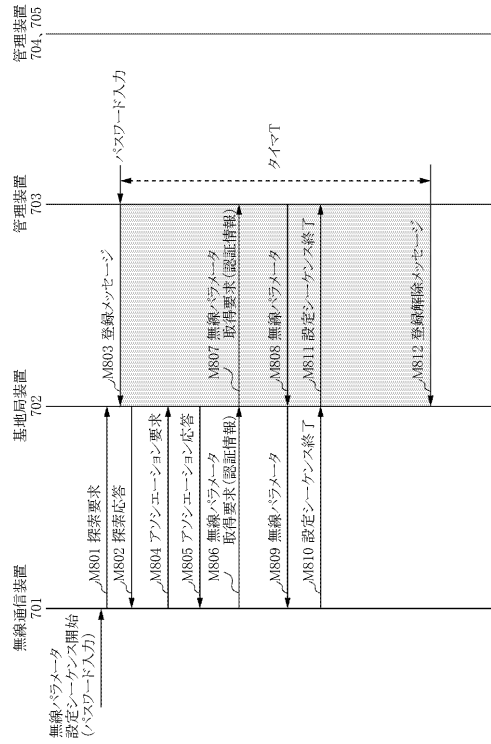 無線通信装置
701
基地局装置
702
管理装置
703
管理装置
704、705
無線パラメータ
設定シーケンス開始
(パスワード入力)
M801 探索要求
M802 探索応答
M803 登録メッセージ
パスワード入力
M804 アソシエーション要求
M805 アソシエーション応答
M806 無線パラメータ
取得要求(認証情報)
M807 無線パラメータ
取得要求(認証情報)
タイマT
M808 無線パラメータ
M809 無線パラメータ
M810 設定シーケンス終了
M811 設定シーケンス終了
M812 登録解除メッセージ